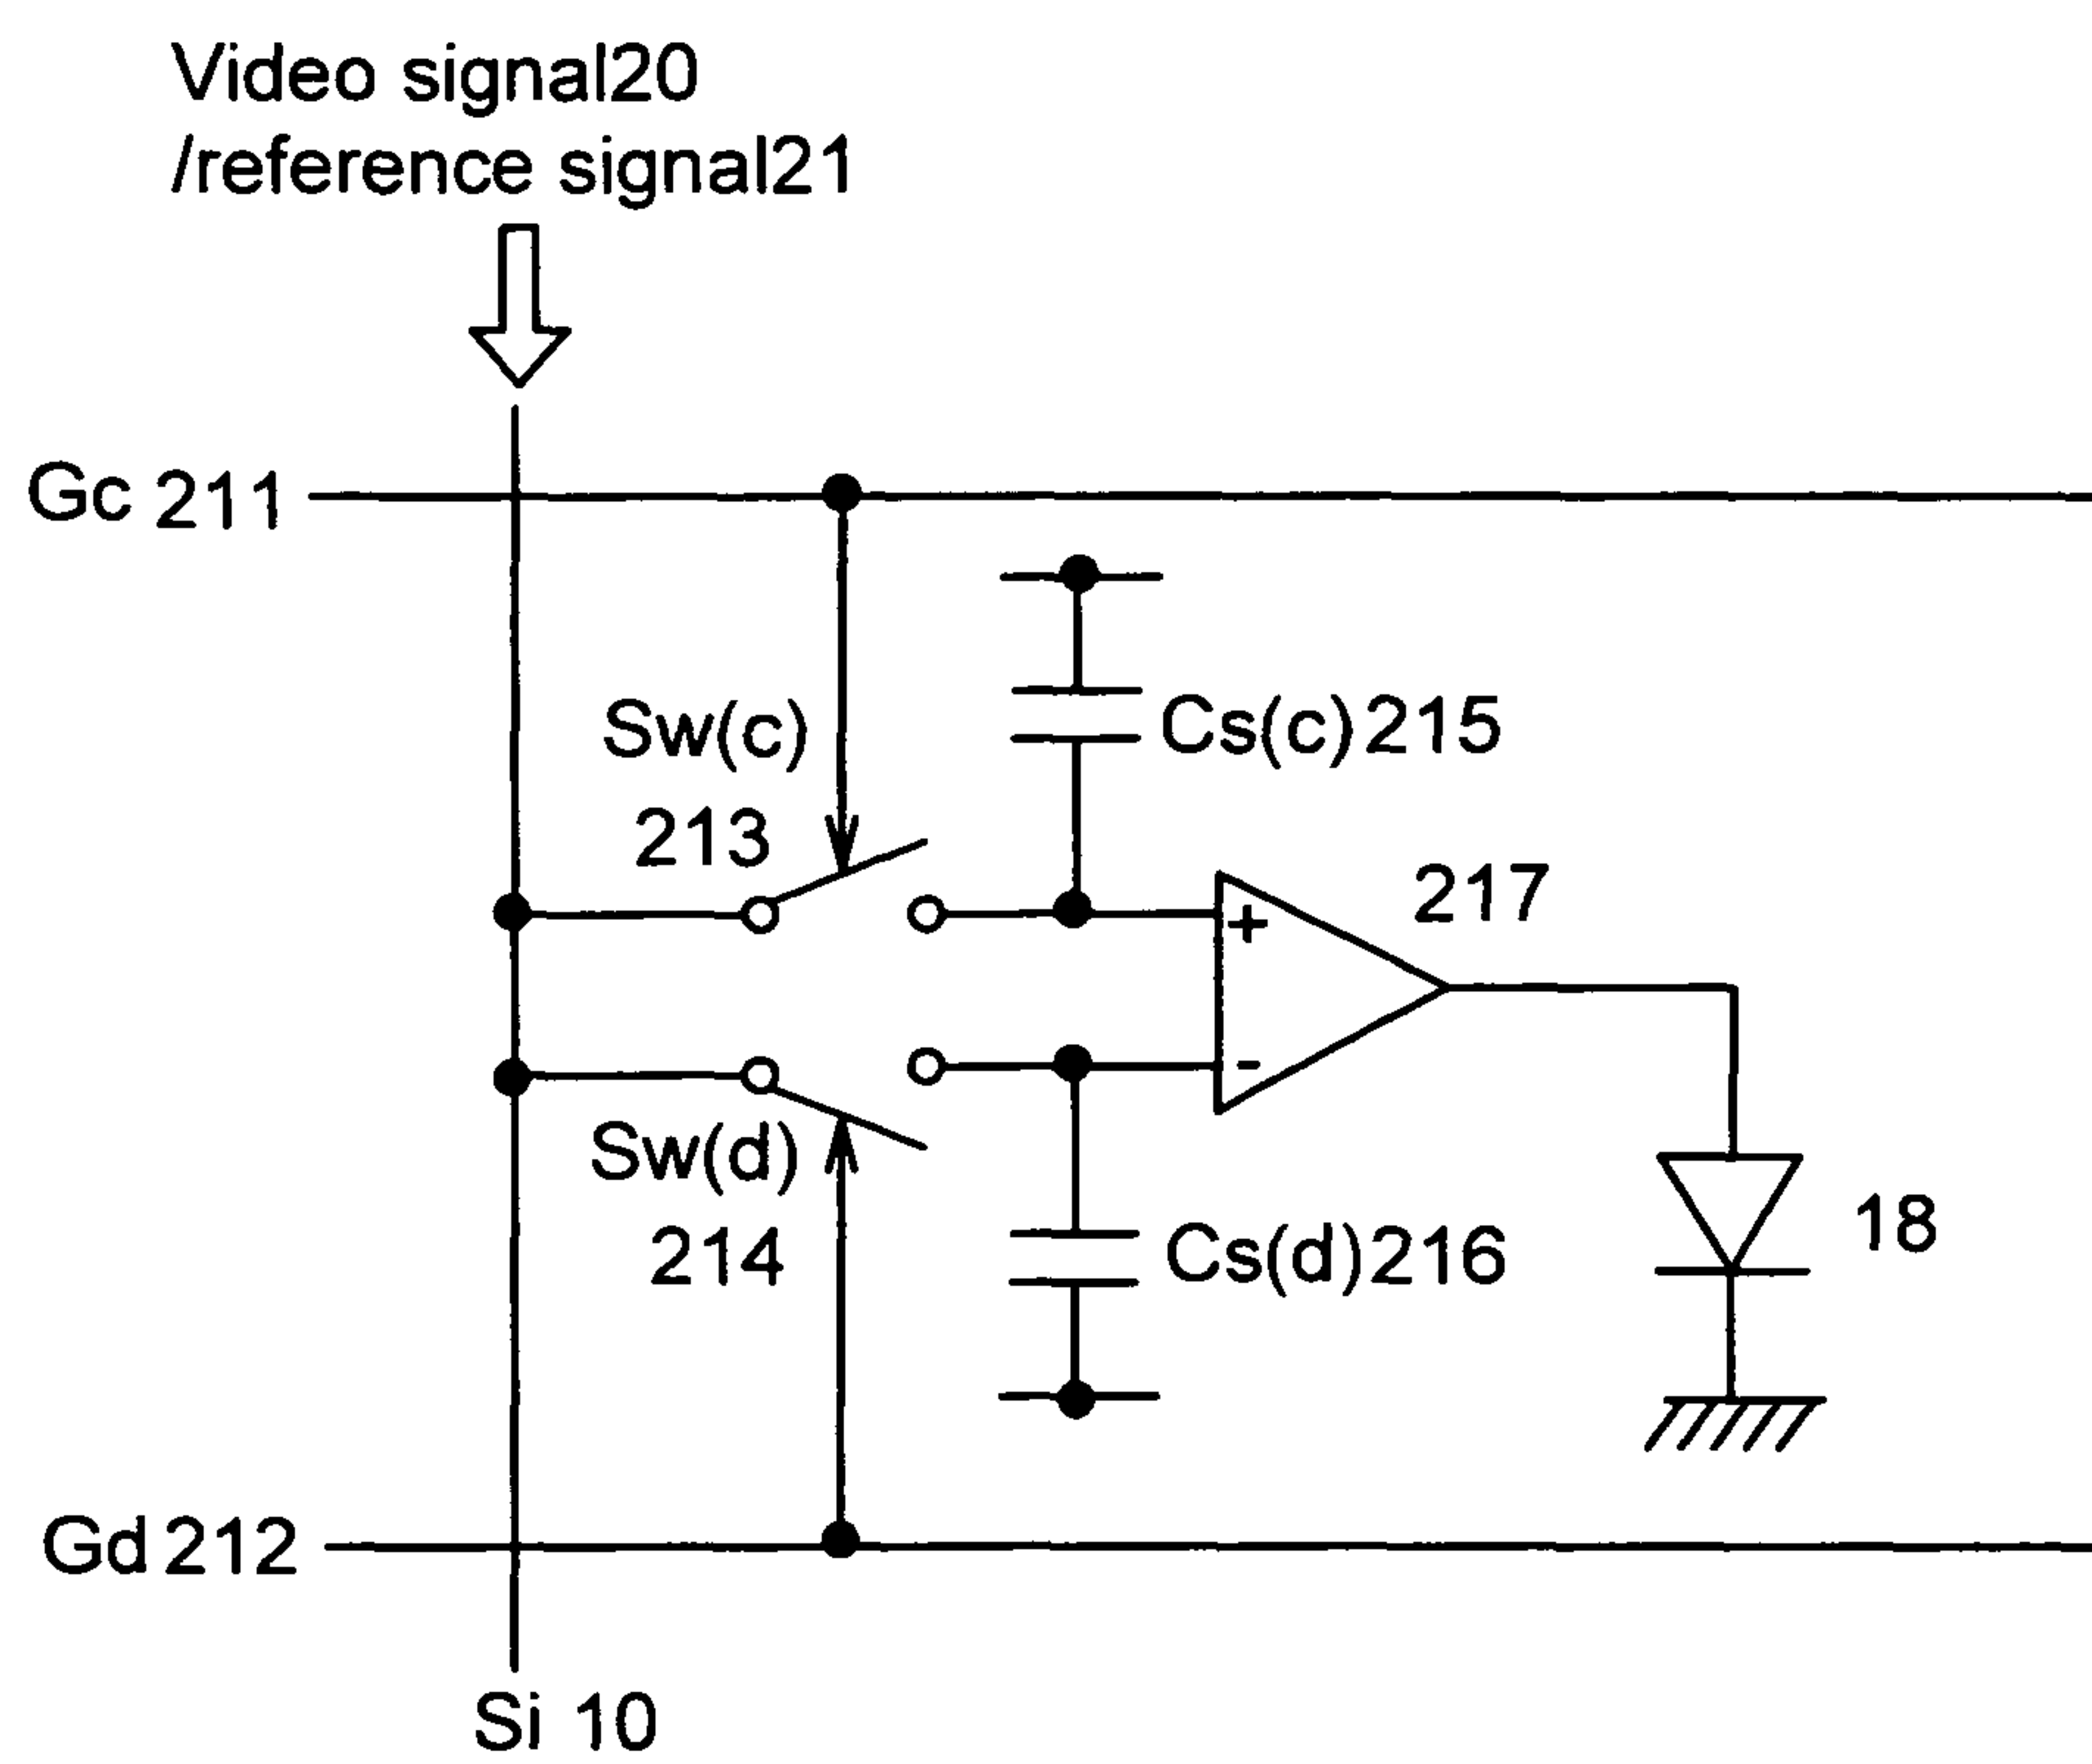 Video signal20
/reference signal21
Gc 211
Sw(c)
213
Cs(c) 215
217
+
-
Sw(d)
214
Cs(d)216
18
Gd 212
Si 10